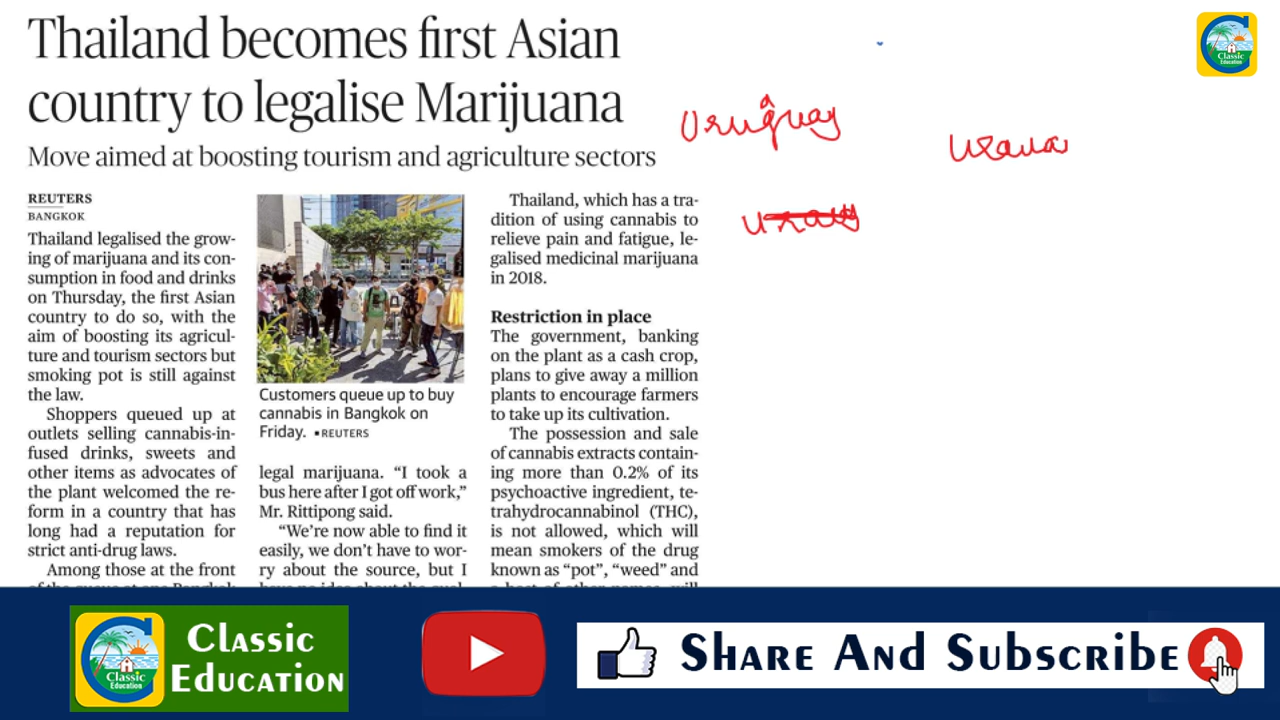 Thailand becomes first Asian
country to legalise Marijuana
Move aimed at boosting tourism and agriculture sectors
REUTERS
BANGKOK
Thailand legalised the grow-
ing of marijuana and its con-
sumption in food and drinks
on Thursday, the first Asian
country to do so, with the
aim of boosting its agricul-
ture and tourism sectors but
smoking pot is still against
the law.
Shoppers queued up at
outlets selling cannabis-in-
fused drinks, sweets and
other items as advocates of
the plant welcomed the re-
form in a country that has
long had a reputation for
strict anti-drug laws.
Among those at the front
Customers queue up to buy
cannabis in Bangkok on
Friday. ▪REUTERS
legal marijuana. “I took a
bus here after I got off work,”
Mr. Rittipong said.
“We’re now able to find it
easily, we don’t have to wor-
ry about the source, but I
Thailand, which has a tra-
dition of using cannabis to
relieve pain and fatigue, le-
galised medicinal marijuana
in 2018.
Restriction in place
The government, banking
on the plant as a cash crop,
plans to give away a million
plants to encourage farmers
to take up its cultivation.
The possession and sale
of cannabis extracts contain-
ing more than 0.2% of its
psychoactive ingredient, te-
trahydrocannabinol (THC),
is not allowed, which will
mean smokers of the drug
known as “pot”, “weed” and
Uruguay
Classic
Education
Classic
Education
Classic
Education
SHARE AND SUBSCRIBE